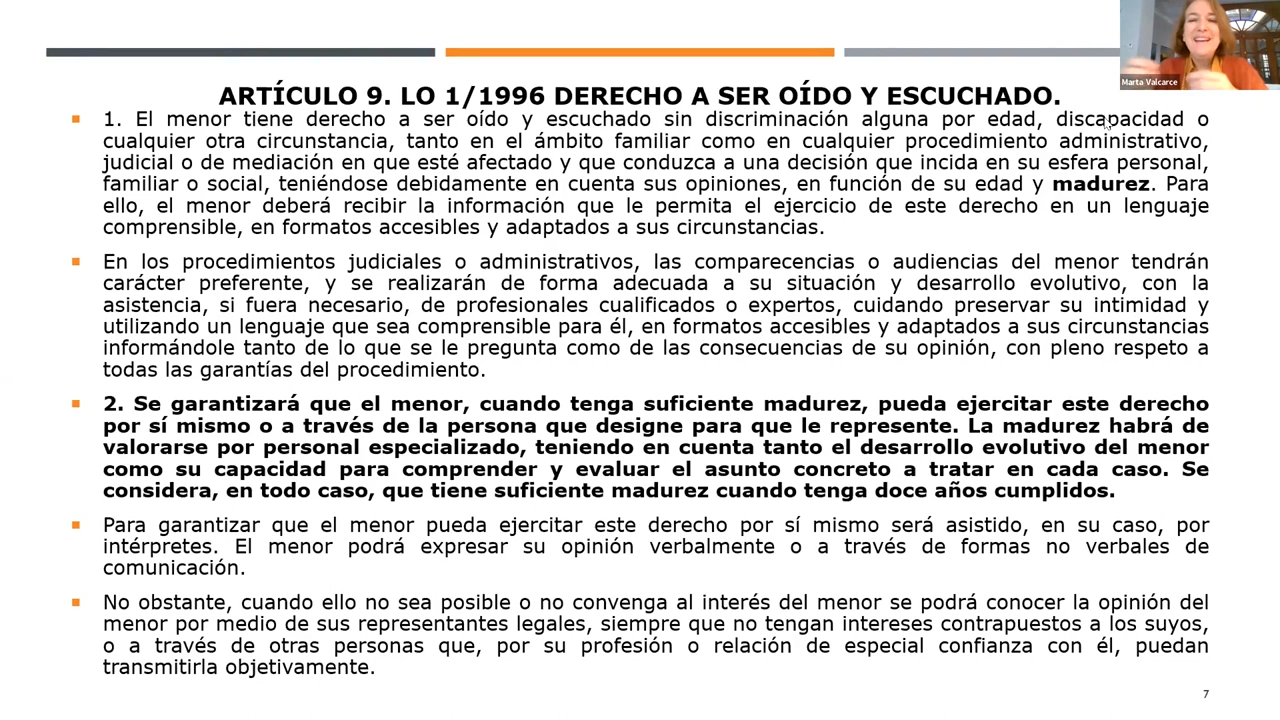 Marta Valcarce
ARTÍCULO 9. LO 1/1996 DERECHO A SER OÍDO Y ESCUCHADO.
1. El menor tiene derecho a ser oído y escuchado sin discriminación alguna por edad, discapacidad o
cualquier otra circunstancia, tanto en el ámbito familiar como en cualquier procedimiento administrativo,
judicial o de mediación en que esté afectado y que conduzca a una decisión que incida en su esfera personal,
familiar o social, teniéndose debidamente en cuenta sus opiniones, en función de su edad y madurez. Para
ello, el menor deberá recibir la información que le permita el ejercicio de este derecho en un lenguaje
comprensible, en formatos accesibles y adaptados a sus circunstancias.
En los procedimientos judiciales o administrativos, las comparecencias o audiencias del menor tendrán
carácter preferente, y se realizarán de forma adecuada a su situación y desarrollo evolutivo, con la
asistencia, si fuera necesario, de profesionales cualificados o expertos, cuidando preservar su intimidad y
utilizando un lenguaje que sea comprensible para él, en formatos accesibles y adaptados a sus circunstancias
informándole tanto de lo que se le pregunta como de las consecuencias de su opinión, con pleno respeto a
todas las garantías del procedimiento.
2. Se garantizará que el menor, cuando tenga suficiente madurez, pueda ejercitar este derecho
por sí mismo o a través de la persona que designe para que le represente. La madurez habrá de
valorarse por personal especializado, teniendo en cuenta tanto el desarrollo evolutivo del menor
como su capacidad para comprender y evaluar el asunto concreto a tratar en cada caso. Se
considera, en todo caso, que tiene suficiente madurez cuando tenga doce años cumplidos.
Para garantizar que el menor pueda ejercitar este derecho por sí mismo será asistido, en su caso, por
intérpretes. El menor podrá expresar su opinión verbalmente o a través de formas no verbales de
comunicación.
No obstante, cuando ello no sea posible o no convenga al interés del menor se podrá conocer la opinión del
menor por medio de sus representantes legales, siempre que no tengan intereses contrapuestos a los suyos,
o a través de otras personas que, por su profesión o relación de especial confianza con él, puedan
transmitirla objetivamente.
7